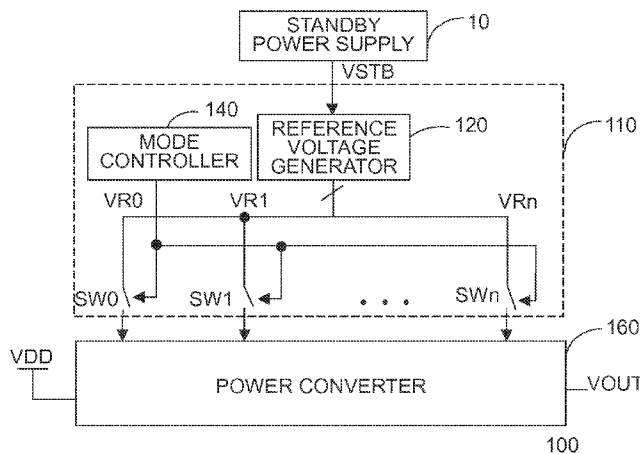 STANDBY
POWER SUPPLY
10
VSTB
140
MODE
CONTROLLER
REFERENCE
VOLTAGE
GENERATOR
120
110
VR0
VR1
VRn
SW0
SW1
• • •
SWn
160
VDD
POWER CONVERTER
VOUT
100